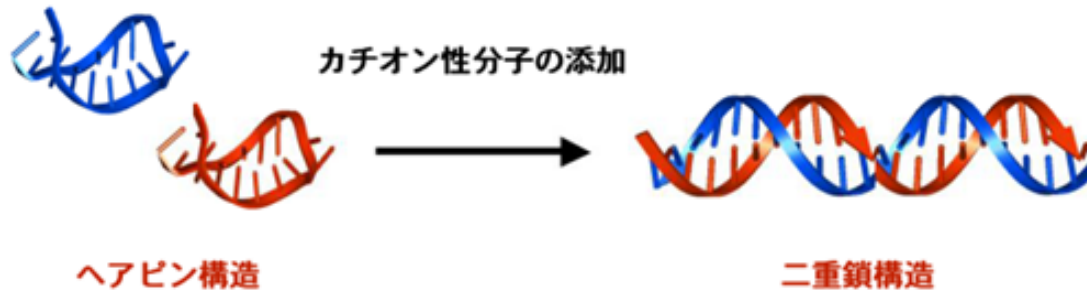 カチオン性分子の添加
ヘアピン構造
二重鎖構造